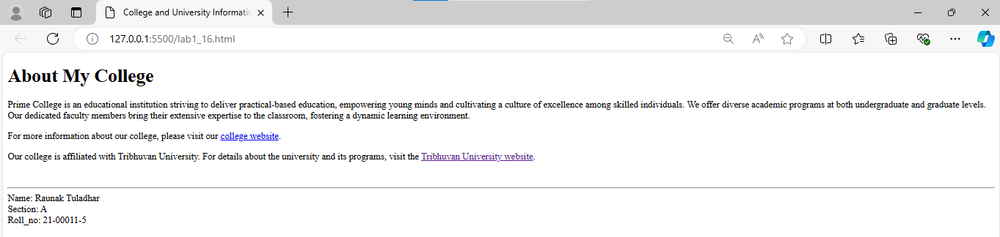 College and University Informatic
127.0.0.1:5500/lab1_16.html
About My College
Prime College is an educational institution striving to deliver practical-based education, empowering young minds and cultivating a culture of excellence among skilled individuals. We offer diverse academic programs at both undergraduate and graduate levels.
Our dedicated faculty members bring their extensive expertise to the classroom, fostering a dynamic learning environment.
For more information about our college, please visit our college website.
Our college is affiliated with Tribhuvan University. For details about the university and its programs, visit the Tribhuvan University website.
Name: Raunak Tuladhar
Section: A
Roll_no: 21-00011-5